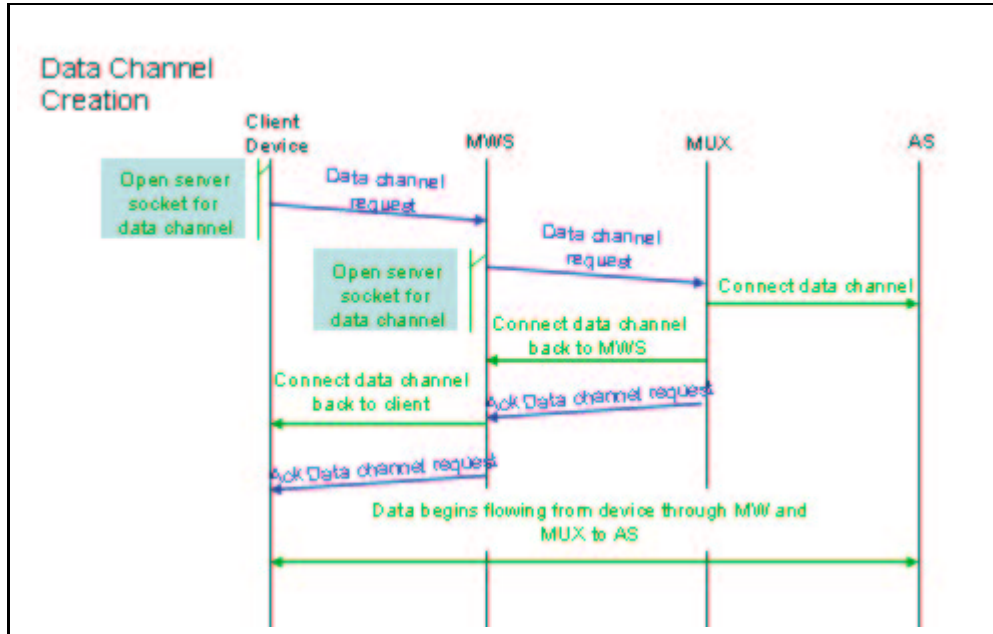 Data Channel
Creation
Client
Device
MWS
MUX
AS
Open server
socket for
data channel
Data channel
request
Data channel
request
Open server
socket for
data channel
Connect data channel
Connect data channel
back to MWS
Connect data channel
back to client
Ack Data channel request
Ack Data channel request
Data begins flowing from device through MW and
MUX to AS